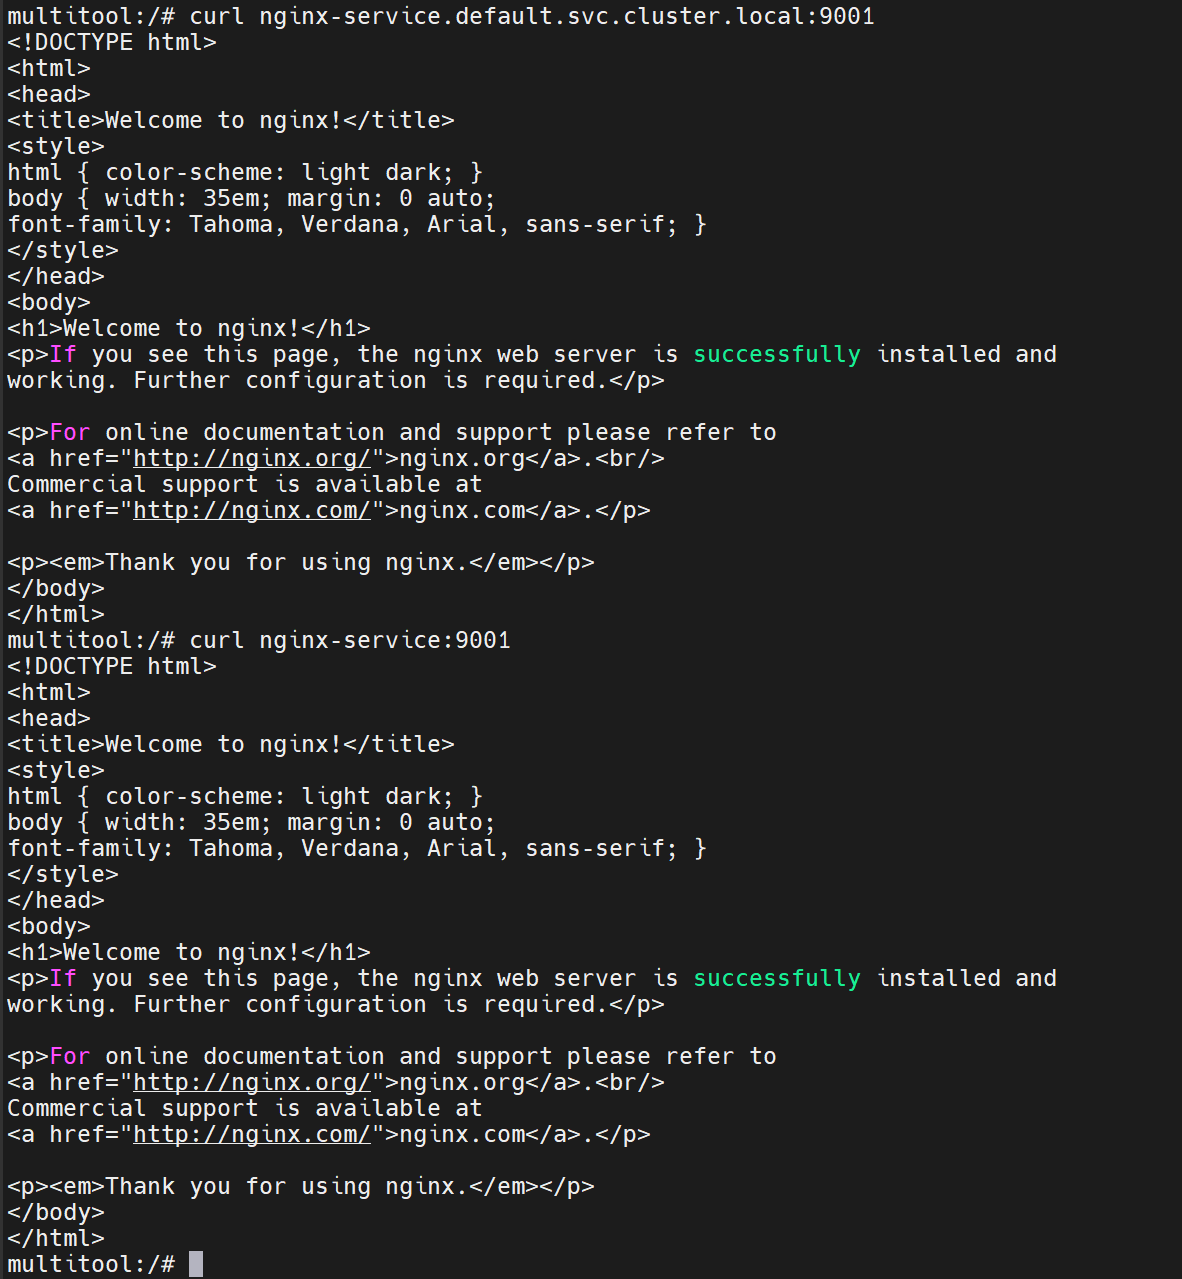 multitool:/# curl nginx-service.default.svc.cluster.local:9001
<!DOCTYPE html>
<html>
<head>
<title>Welcome to nginx!</title>
<style>
html { color-scheme: light dark; }
body { width: 35em; margin: 0 auto;
font-family: Tahoma, Verdana, Arial, sans-serif; }
</style>
</head>
<body>
<h1>Welcome to nginx!</h1>
<p>If you see this page, the nginx web server is successfully installed and
working. Further configuration is required.</p>

<p>For online documentation and support please refer to
<a href="http://nginx.org/">nginx.org</a>.<br/>
Commercial support is available at
<a href="http://nginx.com/">nginx.com</a>.</p>

<p><em>Thank you for using nginx.</em></p>
</body>
</html>
multitool:/# curl nginx-service:9001
<!DOCTYPE html>
<html>
<head>
<title>Welcome to nginx!</title>
<style>
html { color-scheme: light dark; }
body { width: 35em; margin: 0 auto;
font-family: Tahoma, Verdana, Arial, sans-serif; }
</style>
</head>
<body>
<h1>Welcome to nginx!</h1>
<p>If you see this page, the nginx web server is successfully installed and
working. Further configuration is required.</p>

<p>For online documentation and support please refer to
<a href="http://nginx.org/">nginx.org</a>.<br/>
Commercial support is available at
<a href="http://nginx.com/">nginx.com</a>.</p>

<p><em>Thank you for using nginx.</em></p>
</body>
</html>
multitool:/#